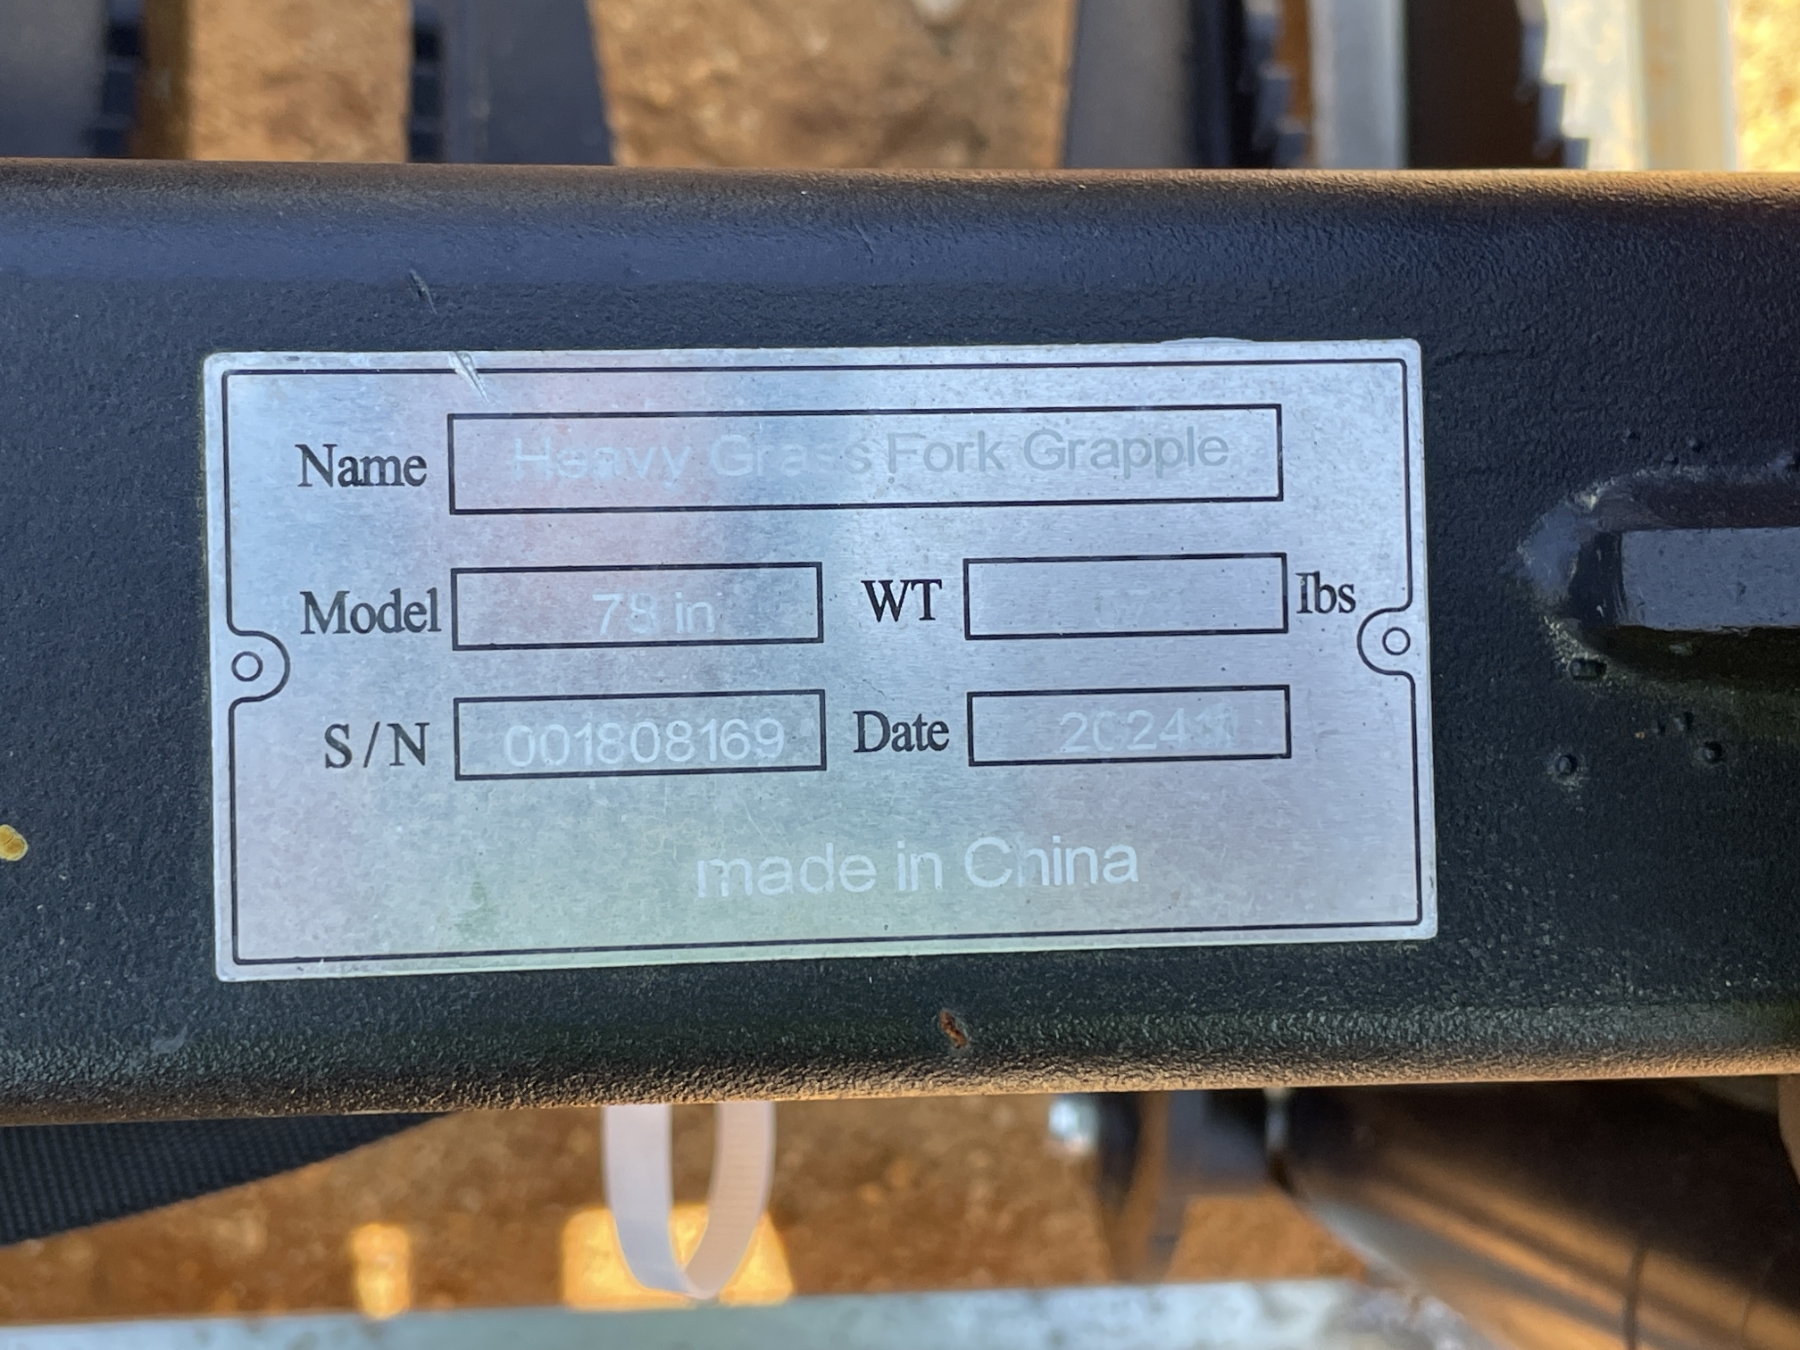 Name Heavy Grass Fork Grapple
Model 78 in WT lbs
S/N 001808169 Date
made in China